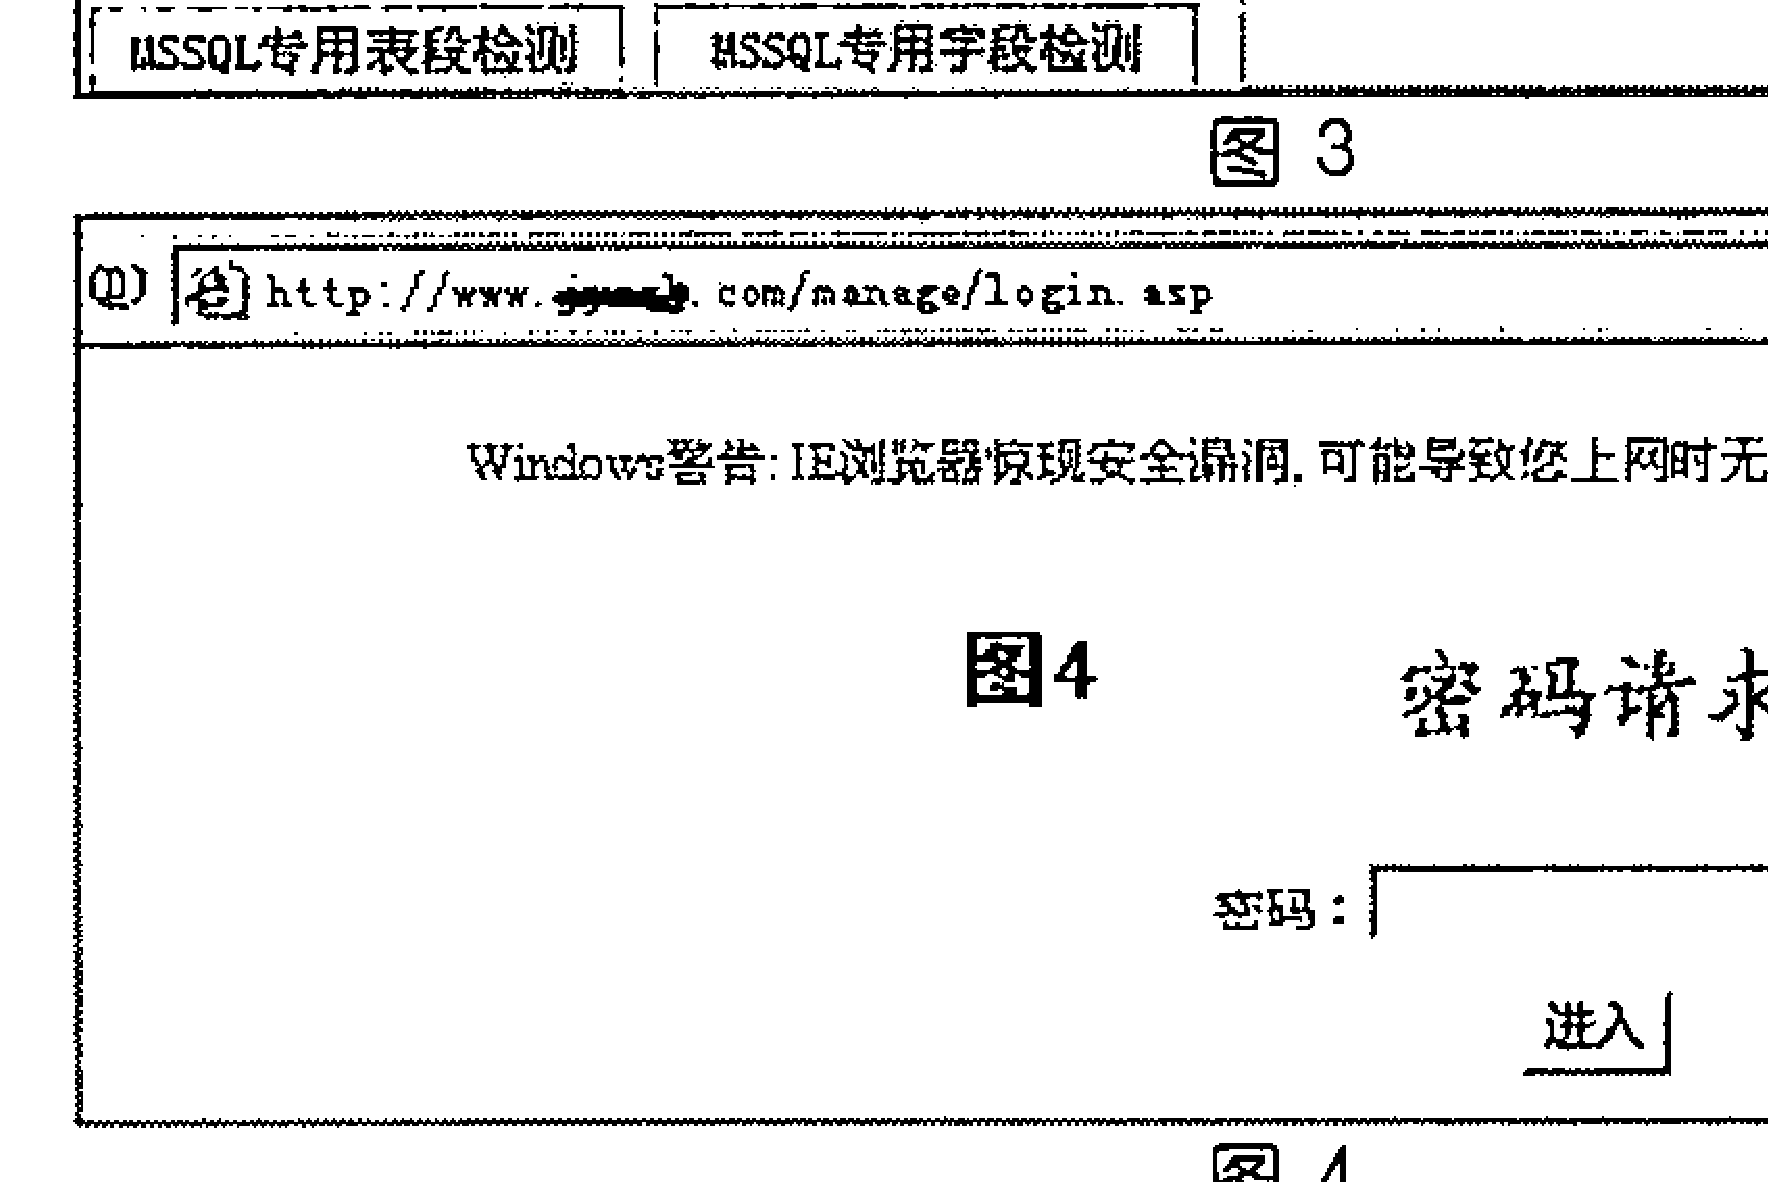 MSSQL专用表段检测 MSSQL专用字段检测
图 3
http://www. .com/manage/login.asp
Windows警告: IE浏览器惊现安全漏洞, 可能导致您上网时无
图4
密码请求
密码:
进入
图 4